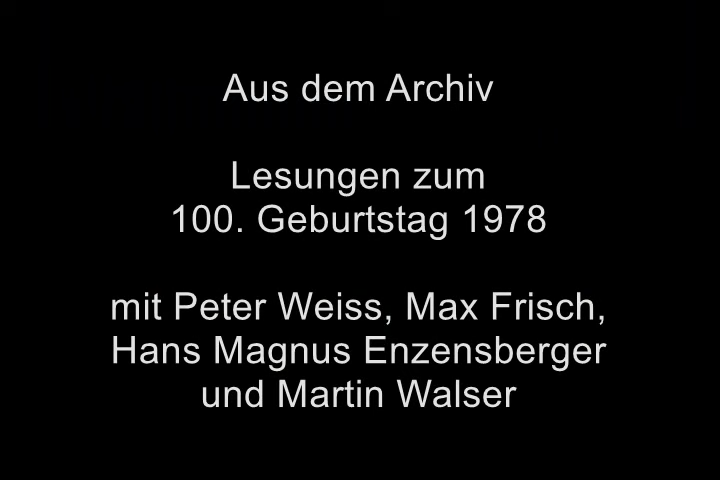 Aus dem Archiv
Lesungen zum
100. Geburtstag 1978
mit Peter Weiss, Max Frisch,
Hans Magnus Enzensberger
und Martin Walser